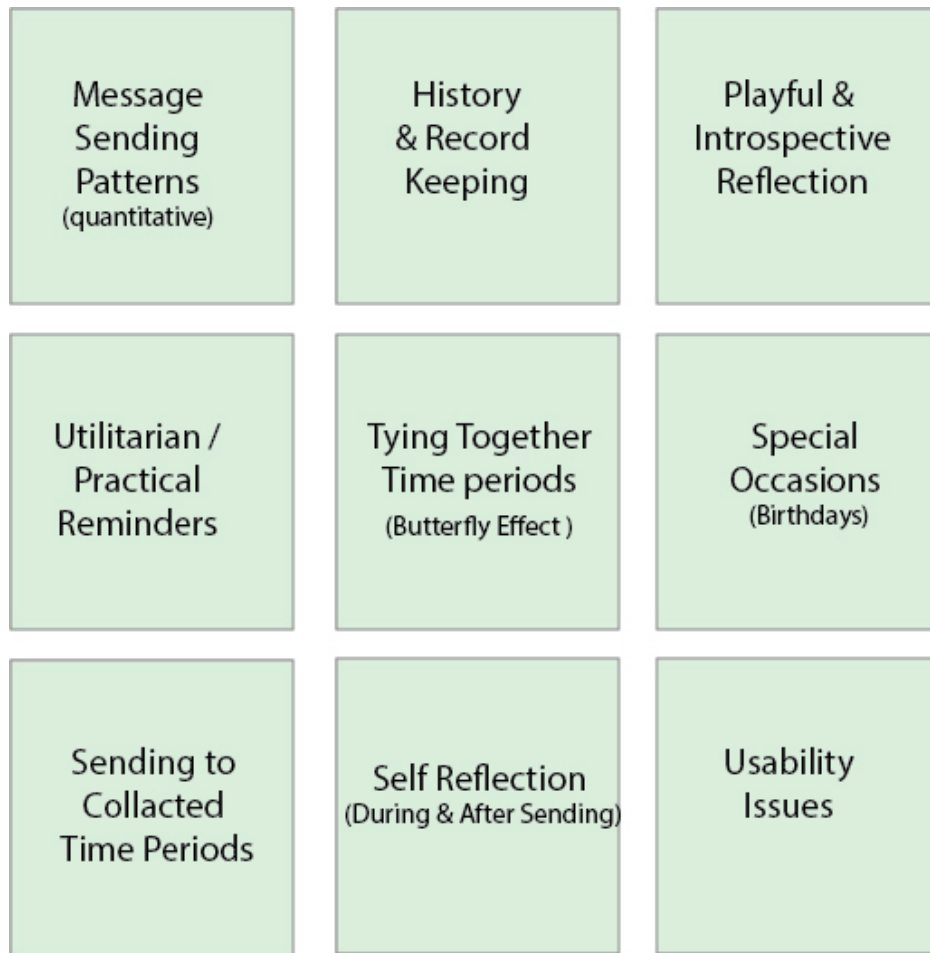 Message
Sending
Patterns
(quantitative)
History
& Record
Keeping
Playful &
Introspective
Reflection
Utilitarian /
Practical
Reminders
Tying Together
Time periods
(Butterfly Effect )
Special
Occasions
(Birthdays)
Sending to
Collacted
Time Periods
Self Reflection
(During & After Sending)
Usability
Issues